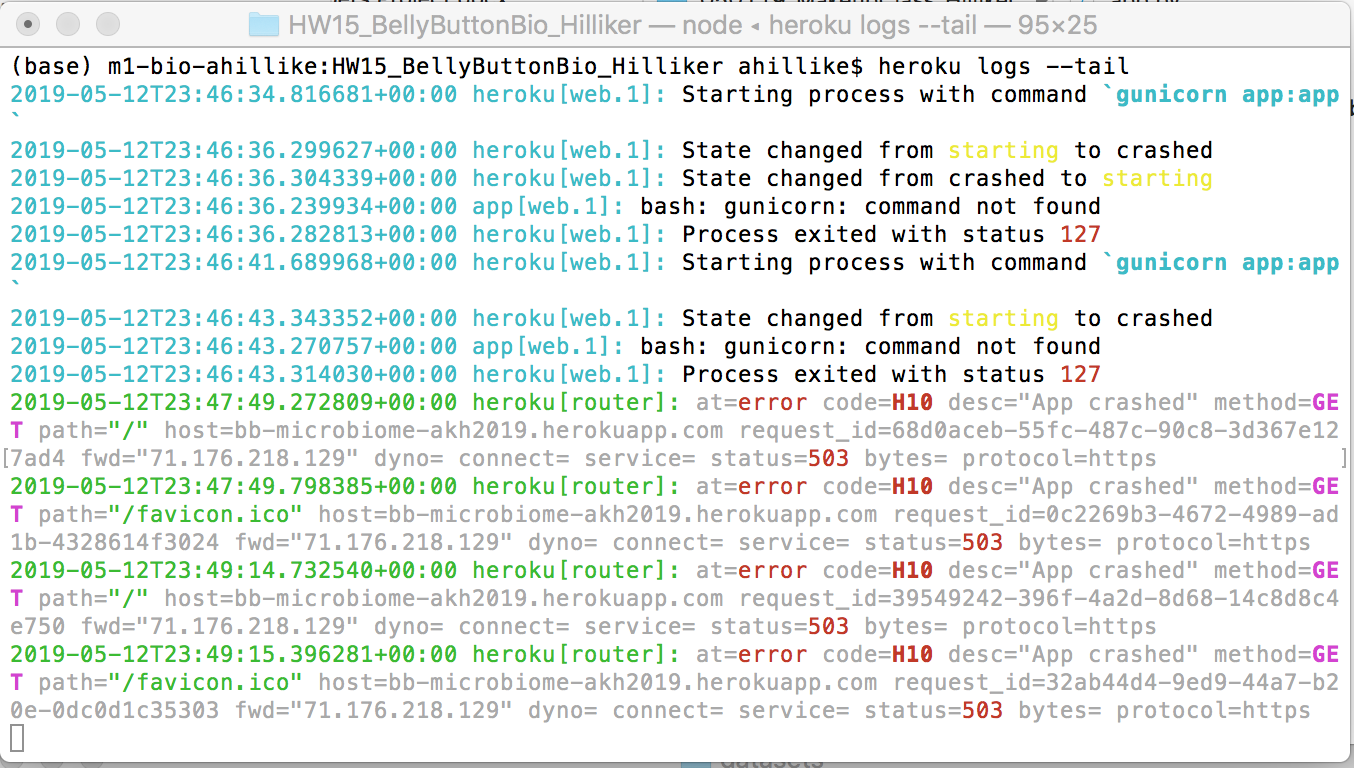 HW15_BellyButtonBio_Hilliker — node ◂ heroku logs --tail — 95×25
(base) m1-bio-ahillike:HW15_BellyButtonBio_Hilliker ahillike$ heroku logs --tail
2019-05-12T23:46:34.816681+00:00 heroku[web.1]: Starting process with command `gunicorn app:app
`
2019-05-12T23:46:36.299627+00:00 heroku[web.1]: State changed from starting to crashed
2019-05-12T23:46:36.304339+00:00 heroku[web.1]: State changed from crashed to starting
2019-05-12T23:46:36.239934+00:00 app[web.1]: bash: gunicorn: command not found
2019-05-12T23:46:36.282813+00:00 heroku[web.1]: Process exited with status 127
2019-05-12T23:46:41.689968+00:00 heroku[web.1]: Starting process with command `gunicorn app:app
`
2019-05-12T23:46:43.343352+00:00 heroku[web.1]: State changed from starting to crashed
2019-05-12T23:46:43.270757+00:00 app[web.1]: bash: gunicorn: command not found
2019-05-12T23:46:43.314030+00:00 heroku[web.1]: Process exited with status 127
2019-05-12T23:47:49.272809+00:00 heroku[router]: at=error code=H10 desc="App crashed" method=GE
T path="/" host=bb-microbiome-akh2019.herokuapp.com request_id=68d0aceb-55fc-487c-90c8-3d367e12
[7ad4 fwd="71.176.218.129" dyno= connect= service= status=503 bytes= protocol=https ]
2019-05-12T23:47:49.798385+00:00 heroku[router]: at=error code=H10 desc="App crashed" method=GE
T path="/favicon.ico" host=bb-microbiome-akh2019.herokuapp.com request_id=0c2269b3-4672-4989-ad
1b-4328614f3024 fwd="71.176.218.129" dyno= connect= service= status=503 bytes= protocol=https
2019-05-12T23:49:14.732540+00:00 heroku[router]: at=error code=H10 desc="App crashed" method=GE
T path="/" host=bb-microbiome-akh2019.herokuapp.com request_id=39549242-396f-4a2d-8d68-14c8d8c4
e750 fwd="71.176.218.129" dyno= connect= service= status=503 bytes= protocol=https
2019-05-12T23:49:15.396281+00:00 heroku[router]: at=error code=H10 desc="App crashed" method=GE
T path="/favicon.ico" host=bb-microbiome-akh2019.herokuapp.com request_id=32ab44d4-9ed9-44a7-b2
0e-0dc0d1c35303 fwd="71.176.218.129" dyno= connect= service= status=503 bytes= protocol=https